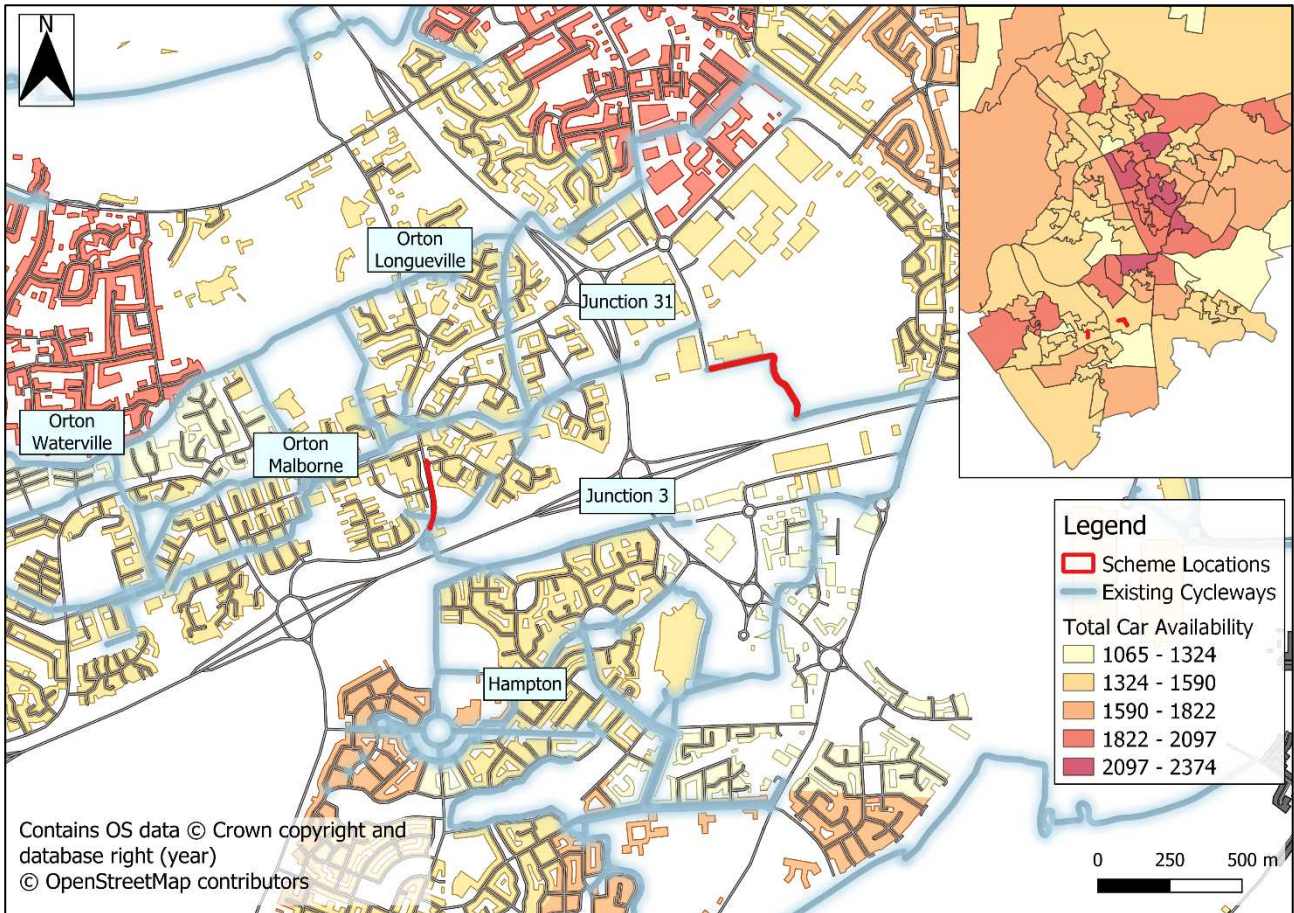 N
Orton
Longueville
Junction 31
Orton
Waterville
Orton
Malborne
Junction 3
Hampton
Legend
Scheme Locations
Existing Cycleways
Total Car Availability
1065 - 1324
1324 - 1590
1590 - 1822
1822 - 2097
2097 - 2374
Contains OS data © Crown copyright and
database right (year)
© OpenStreetMap contributors
0 250 500 m